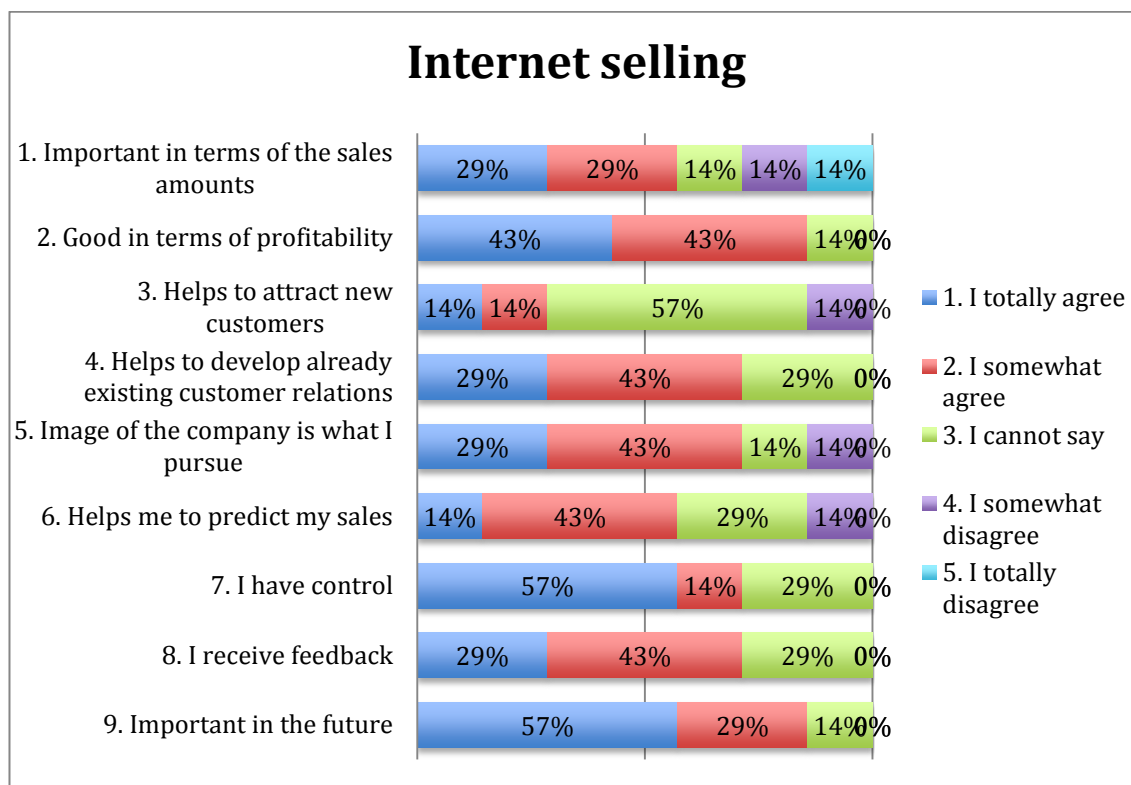 Internet selling
1. Important in terms of the sales
amounts
29% 29% 14% 14% 14%
2. Good in terms of profitability
43% 43% 14% 0%
3. Helps to attract new
customers
14% 14% 57% 14% 0%
4. Helps to develop already
existing customer relations
29% 43% 29% 0%
5. Image of the company is what I
pursue
29% 43% 14% 14% 0%
6. Helps me to predict my sales
14% 43% 29% 14% 0%
7. I have control
57% 14% 29% 0%
8. I receive feedback
29% 43% 29% 0%
9. Important in the future
57% 29% 14% 0%
1. I totally agree
2. I somewhat
agree
3. I cannot say
4. I somewhat
disagree
5. I totally
disagree